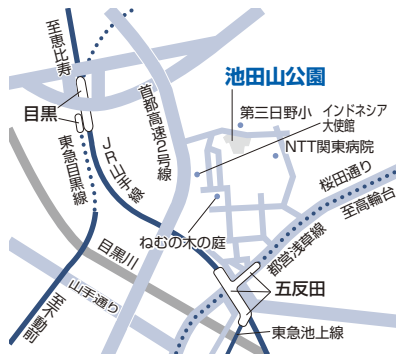 至恵比寿
目黒
東急目黒線
JR山手線
首都高速2号線
池田山公園
第三日野小
インドネシア
大使館
NTT関東病院
桜田通り
至高輪台
都営浅草線
ねむの木の庭
目黒川
山手通り
至不動前
五反田
東急池上線